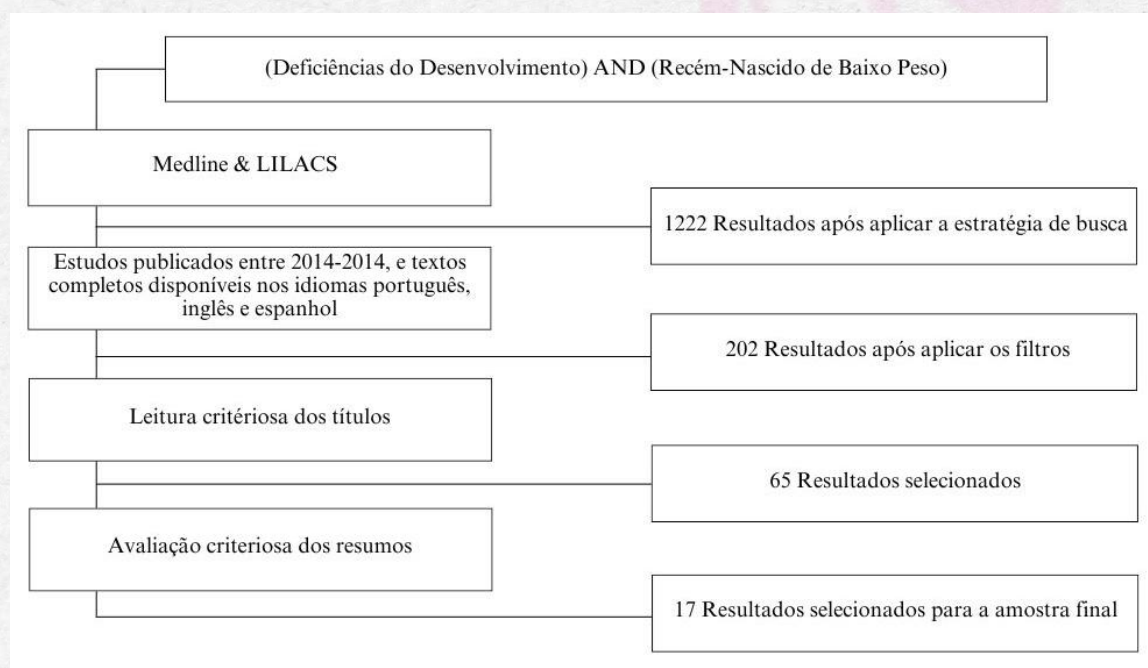 (Deficiências do Desenvolvimento) AND (Recém-Nascido de Baixo Peso)
Medline & LILACS
1222 Resultados após aplicar a estratégia de busca
Estudos publicados entre 2014-2014, e textos
completos disponíveis nos idiomas português,
inglês e espanhol
202 Resultados após aplicar os filtros
Leitura critériosa dos títulos
65 Resultados selecionados
Avaliação criteriosa dos resumos
17 Resultados selecionados para a amostra final